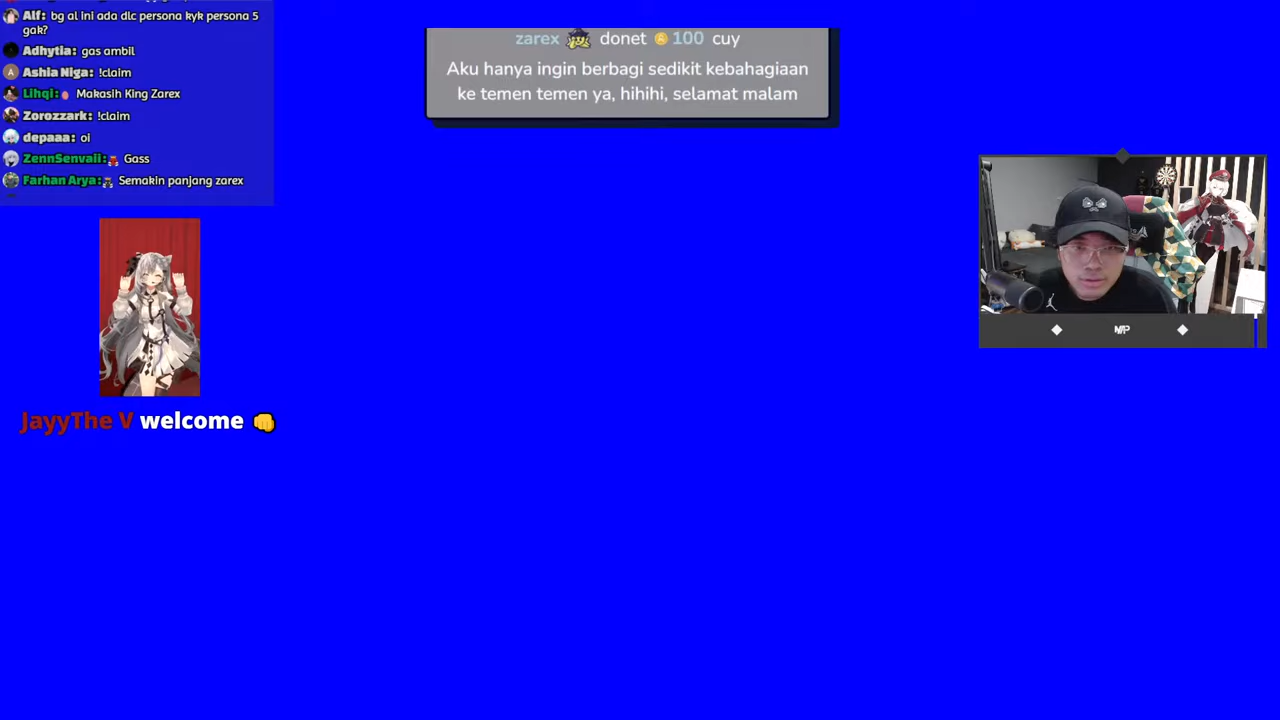 Alf: bg al ini ada dlc persona kyk persona 5
gak?
Adhytia: gas ambil
Ashia Niga: !claim
Lihqi: Makasih King Zarex
Zorozzark: !claim
depaaa: oi
ZennSenvaii: Gass
Farhan Arya: Semakin panjang zarex
zarex donet 100 cuy
Aku hanya ingin berbagi sedikit kebahagiaan
ke temen temen ya, hihihi, selamat malam
JayyThe V welcome